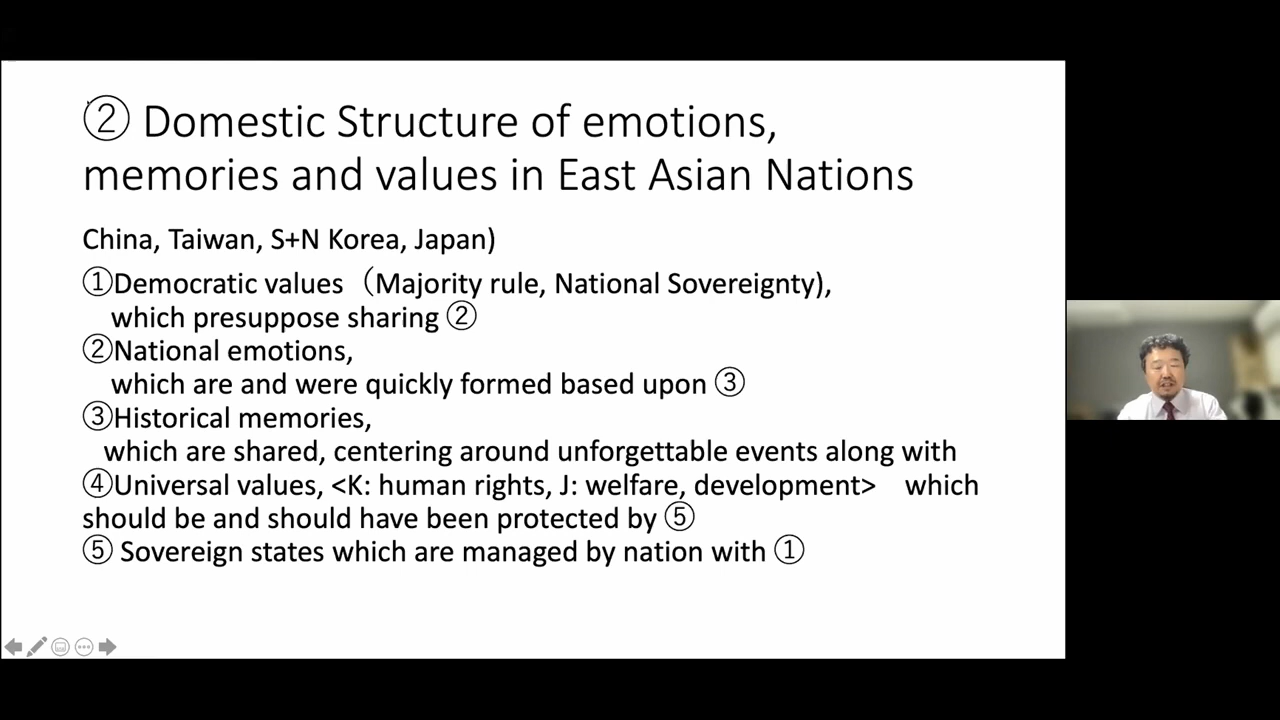 ② Domestic Structure of emotions,
memories and values in East Asian Nations
China, Taiwan, S+N Korea, Japan)
①Democratic values（Majority rule, National Sovereignty),
which presuppose sharing ②
②National emotions,
which are and were quickly formed based upon ③
③Historical memories,
which are shared, centering around unforgettable events along with
④Universal values, <K: human rights, J: welfare, development> which
should be and should have been protected by ⑤
⑤ Sovereign states which are managed by nation with ①